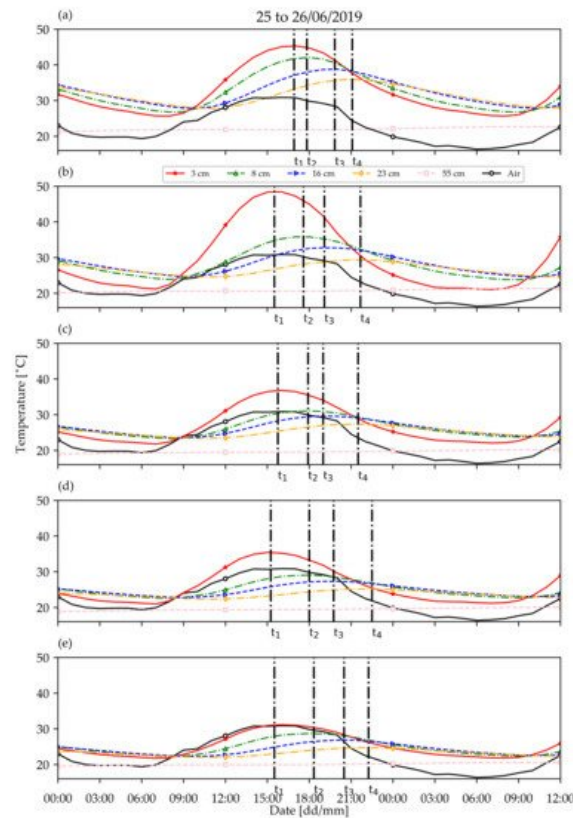 25 to 26/06/2019
(a)
50
40
30
20
t1 t2 t3 t4
(b)
3 cm 8 cm 16 cm 23 cm 55 cm Air
50
40
30
20
t1 t2 t3 t4
(c)
50
40
30
20
t1 t2 t3 t4
Temperature [°C]
(d)
50
40
30
20
t1 t2 t3 t4
(e)
50
40
30
20
t1 t2 t3 t4
00:00 03:00 06:00 09:00 12:00 15:00 18:00 21:00 00:00 03:00 06:00 09:00 12:00
Date [dd/mm]